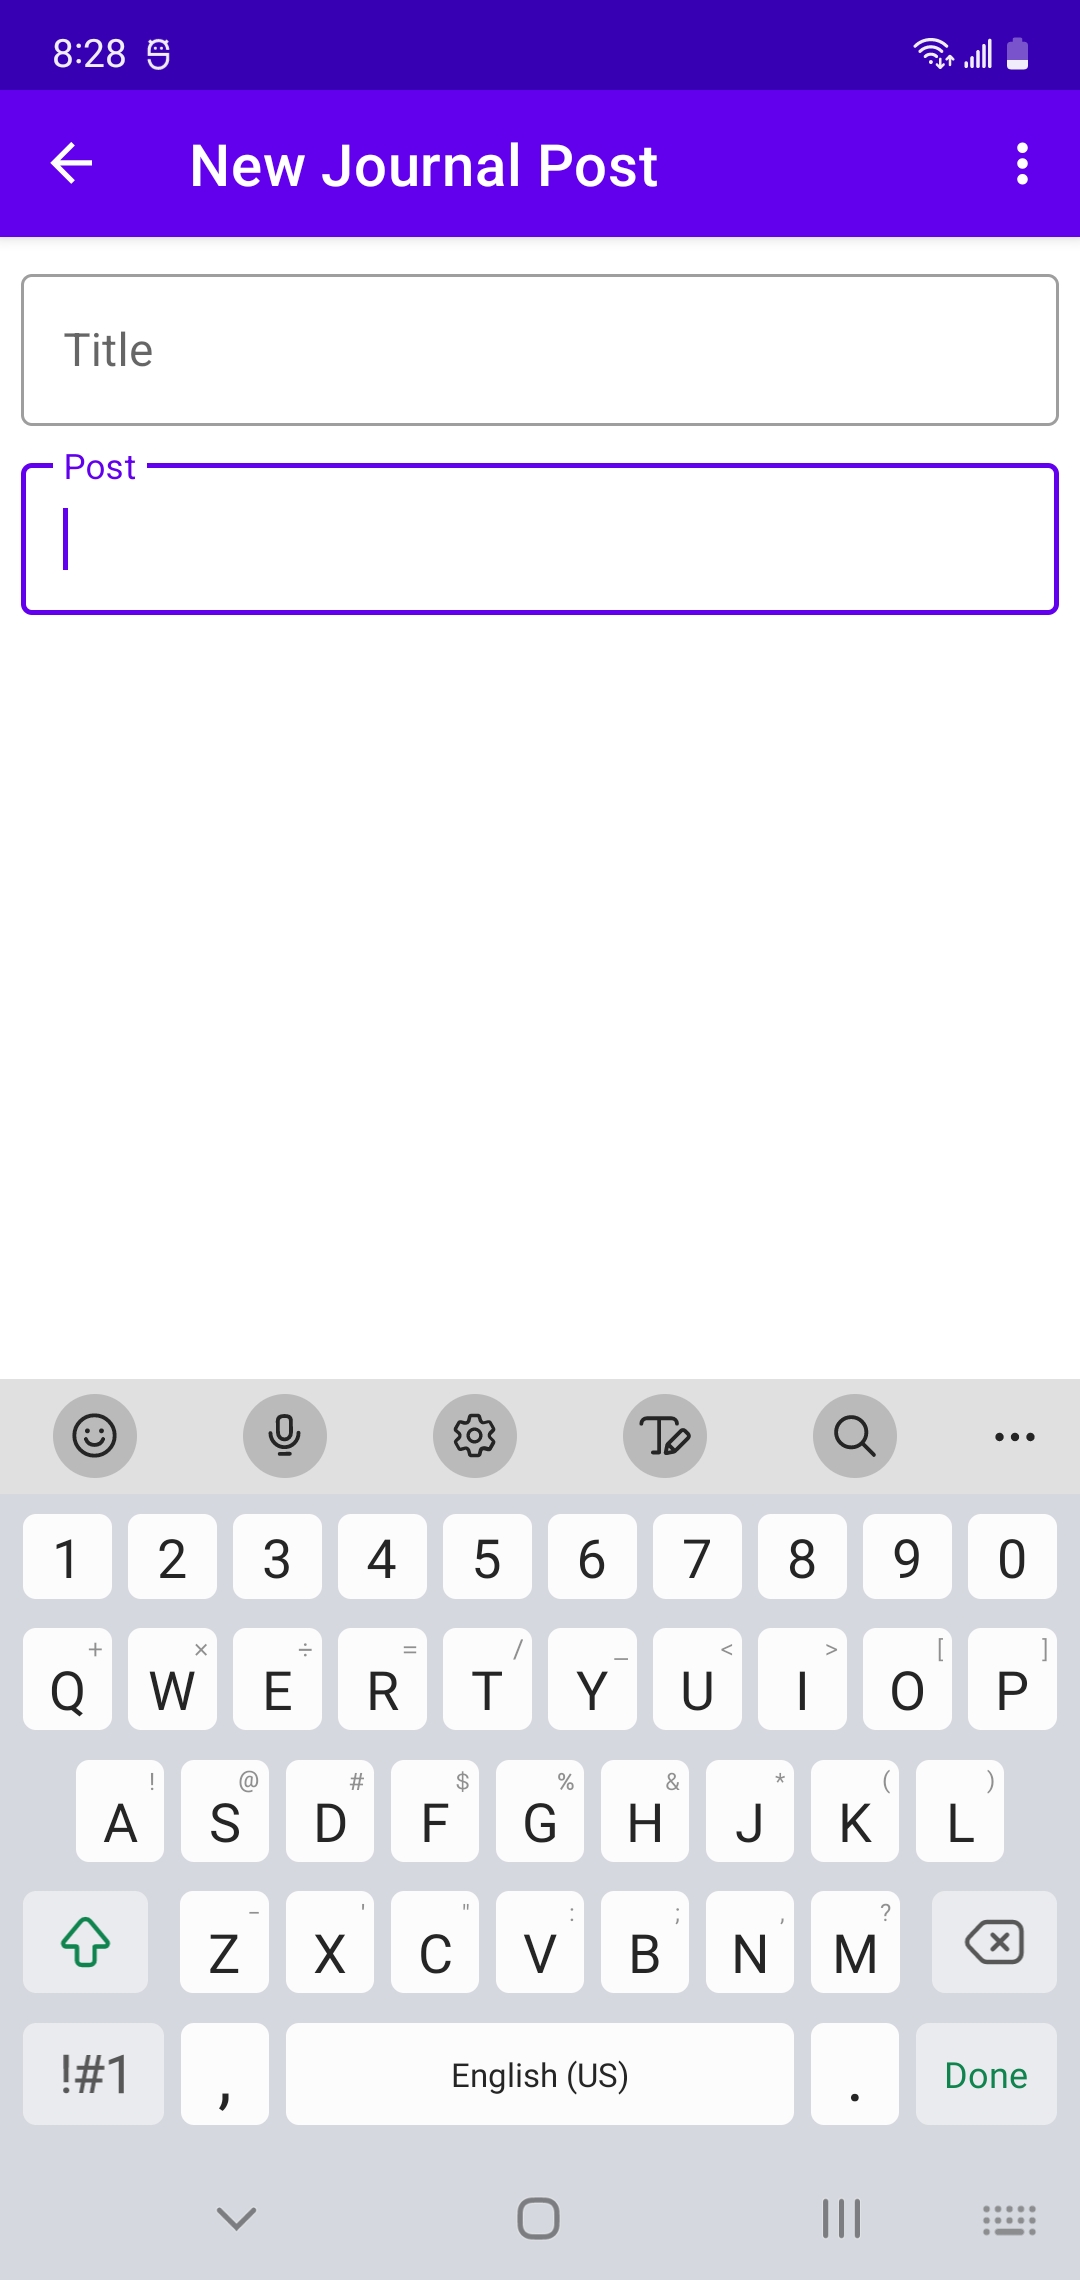 8:28
New Journal Post
Title
Post
1 2 3 4 5 6 7 8 9 0
+ × ÷ = / _ < > [ ]
Q W E R T Y U I O P
! @ # $ % & * ( )
A S D F G H J K L
- ' " : ; , ?
Z X C V B N M
!#1 , English (US) . Done